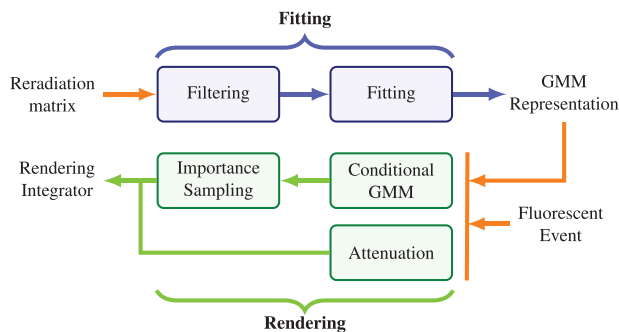 Fitting
Reradiation
matrix
Filtering
Fitting
GMM
Representation
Rendering
Integrator
Importance
Sampling
Conditional
GMM
Fluorescent
Event
Attenuation
Rendering